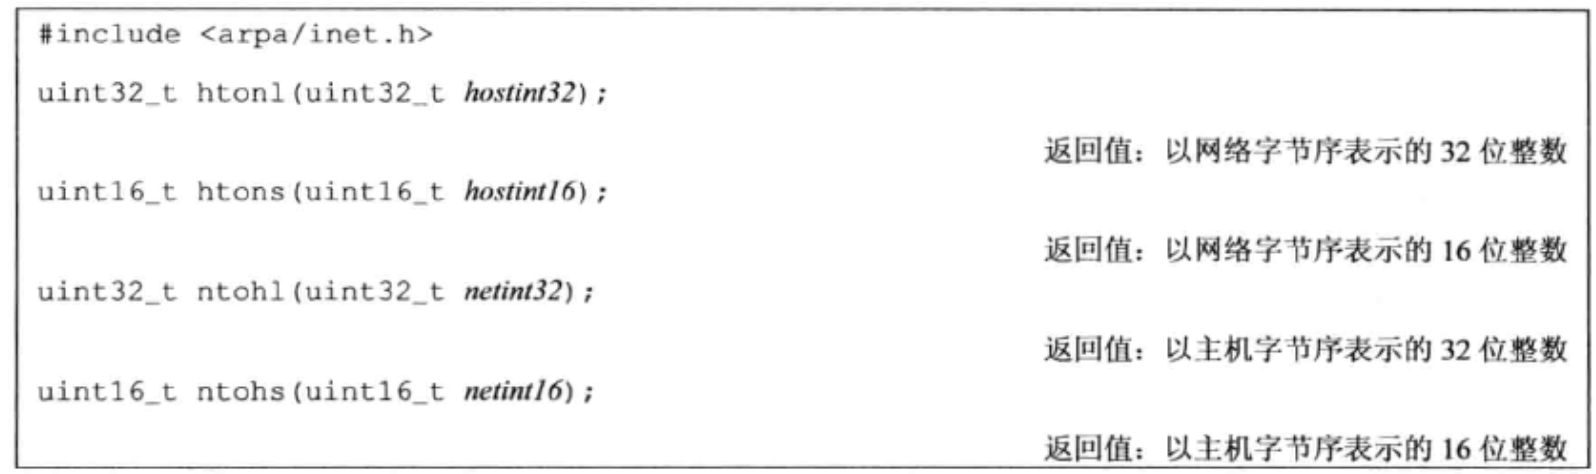 #include <arpa/inet.h>
uint32_t htonl(uint32_t hostint32);
返回值：以网络字节序表示的 32 位整数
uint16_t htons(uint16_t hostint16);
返回值：以网络字节序表示的 16 位整数
uint32_t ntohl(uint32_t netint32);
返回值：以主机字节序表示的 32 位整数
uint16_t ntohs(uint16_t netint16);
返回值：以主机字节序表示的 16 位整数